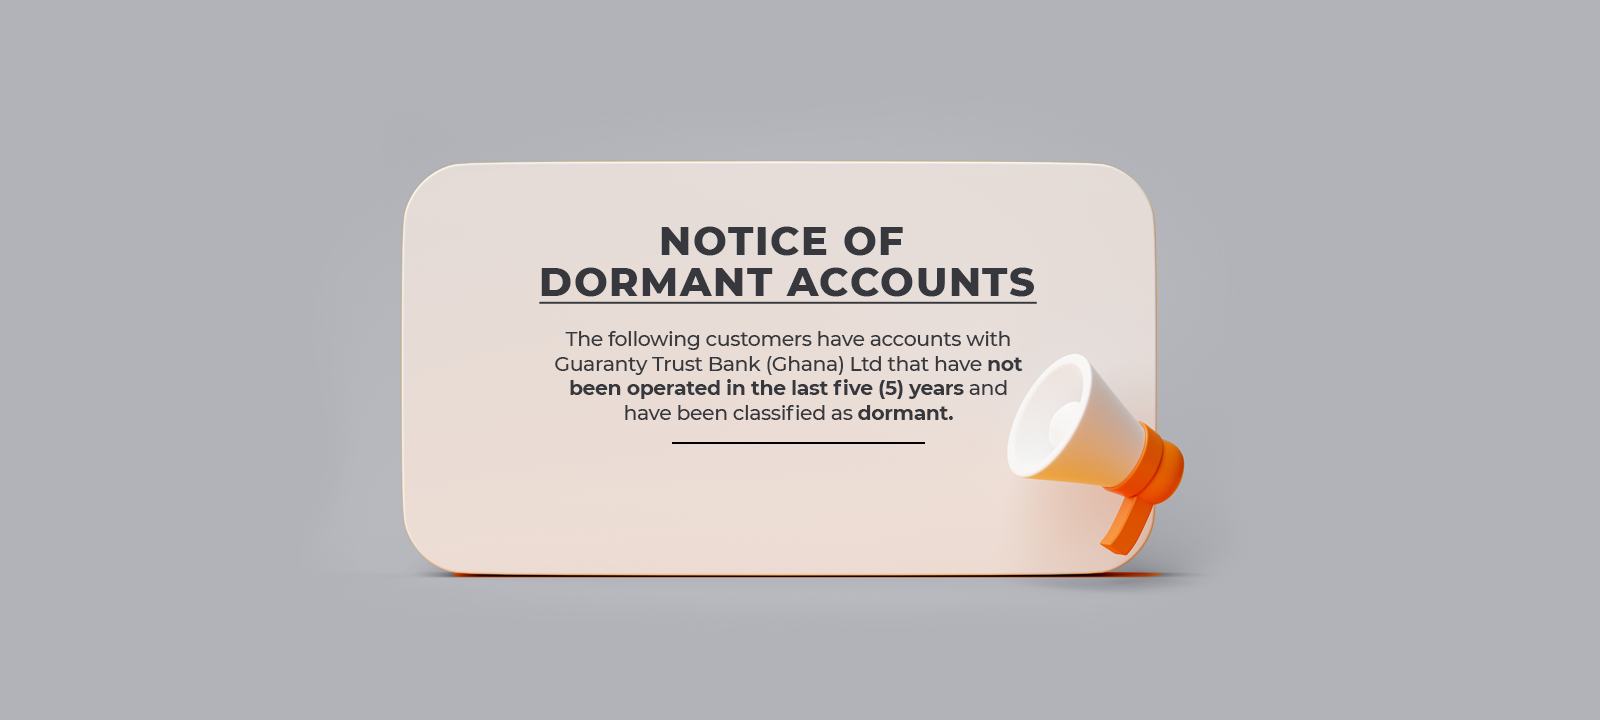 NOTICE OF
DORMANT ACCOUNTS
The following customers have accounts with
Guaranty Trust Bank (Ghana) Ltd that have not
been operated in the last five (5) years and
have been classified as dormant.